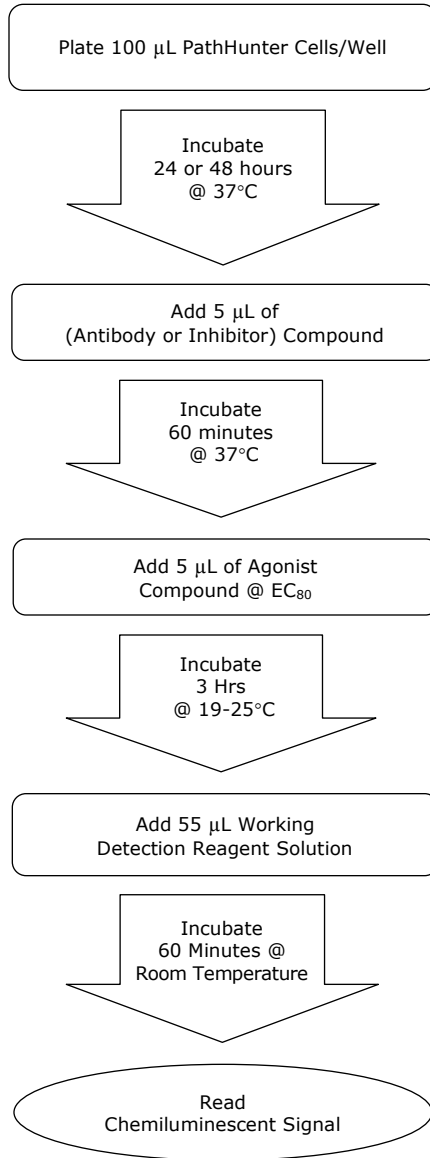 Plate 100 µL PathHunter Cells/Well
Incubate
24 or 48 hours
@ 37°C
Add 5 µL of
(Antibody or Inhibitor) Compound
Incubate
60 minutes
@ 37°C
Add 5 µL of Agonist
Compound @ EC₈₀
Incubate
3 Hrs
@ 19-25°C
Add 55 µL Working
Detection Reagent Solution
Incubate
60 Minutes @
Room Temperature
Read
Chemiluminescent Signal